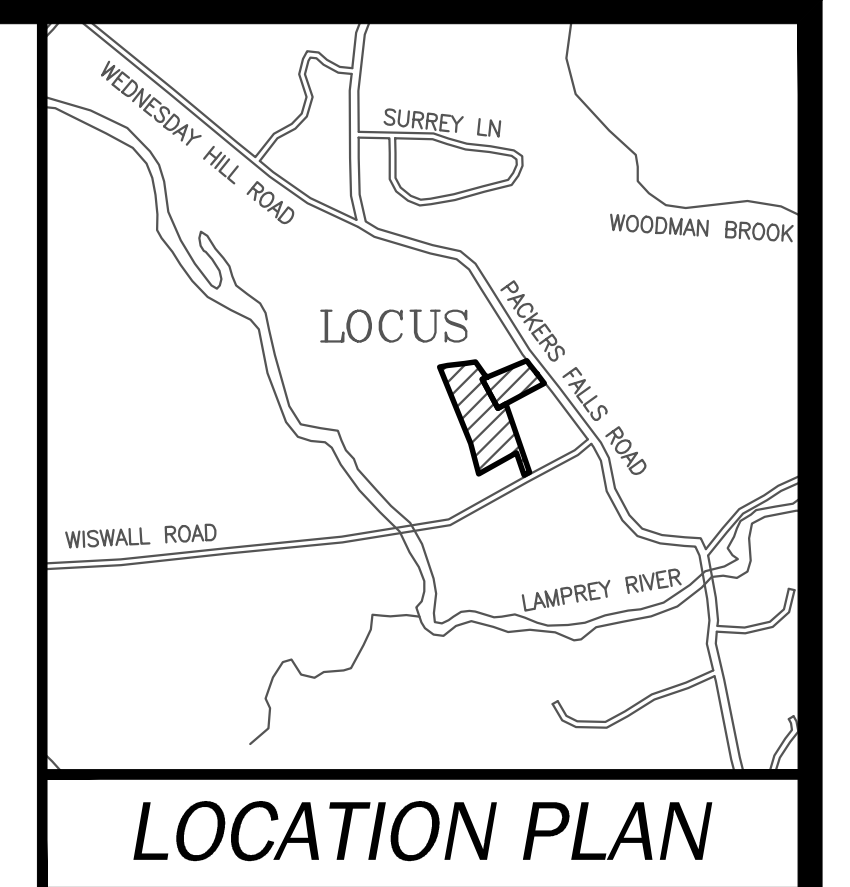 WEDNESDAY HILL ROAD
SURREY LN
WOODMAN BROOK
LOCUS
PACKERS FALLS ROAD
WISWALL ROAD
LAMPREY RIVER
LOCATION PLAN